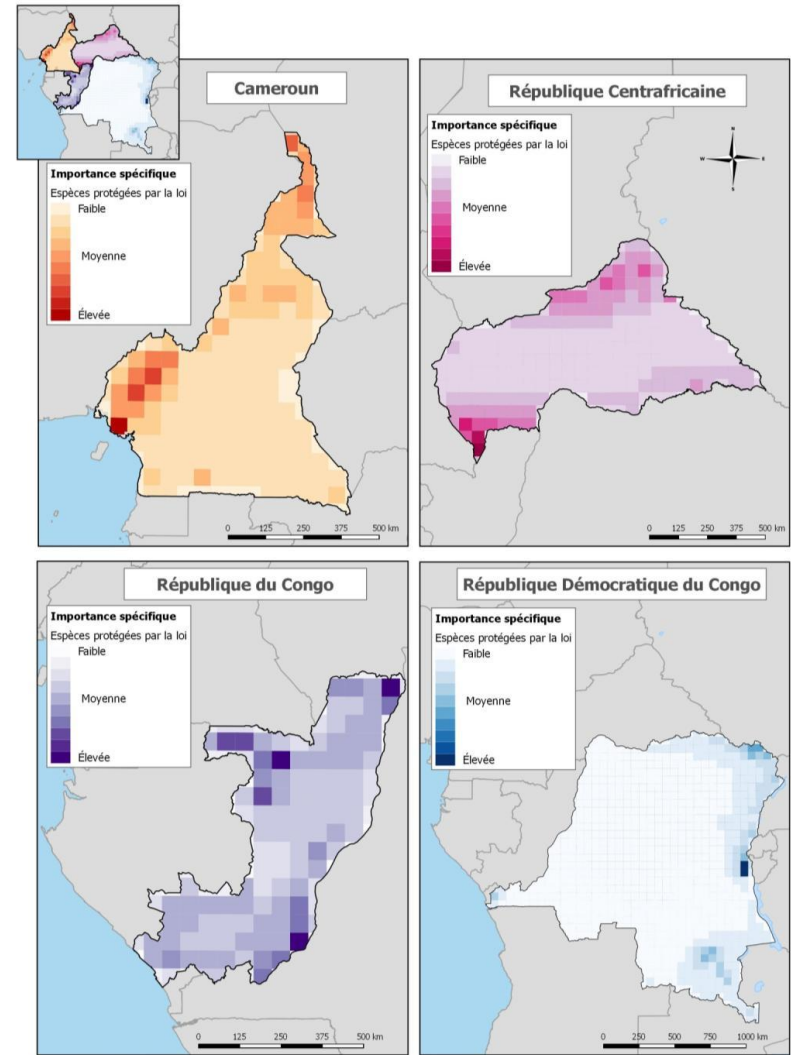 Cameroun
Importance spécifique
Espèces protégées par la loi
Faible
Moyenne
Élevée
0 125 250 375 500 km
République Centrafricaine
Importance spécifique
Espèces protégées par la loi
Faible
Moyenne
Élevée
N
W E
S
0 125 250 375 500 km
République du Congo
Importance spécifique
Espèces protégées par la loi
Faible
Moyenne
Élevée
0 125 250 375 500 km
République Démocratique du Congo
Importance spécifique
Espèces protégées par la loi
Faible
Moyenne
Élevée
0 250 500 750 1000 km